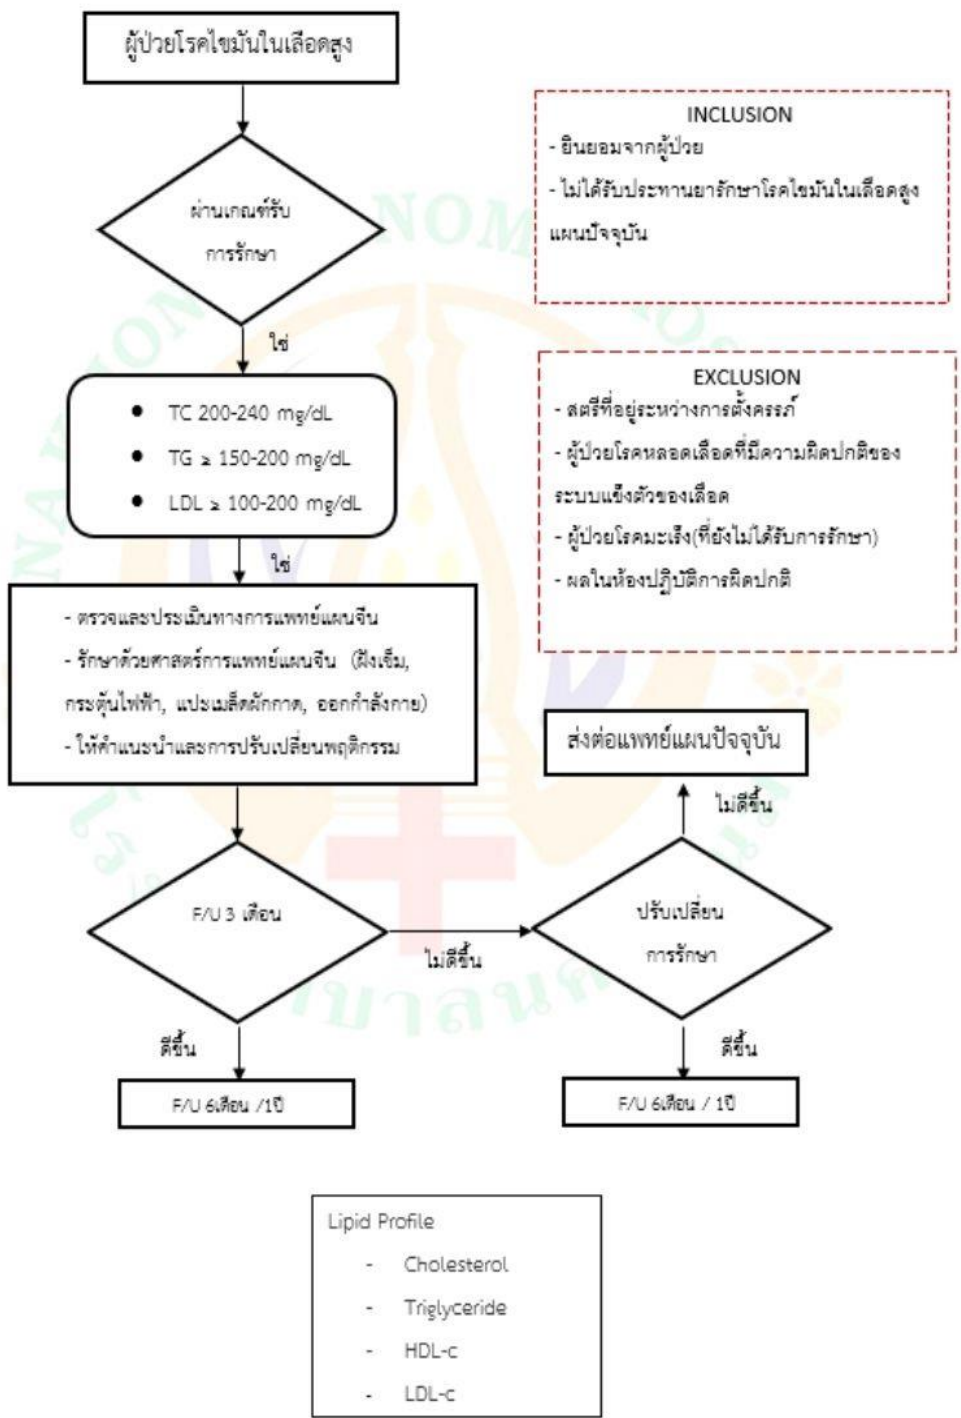 ผู้ป่วยโรคไขมันในเลือดสูง
ผ่านเกณฑ์รับ
การรักษา
ใช่
● TC 200-240 mg/dL
● TG ≥ 150-200 mg/dL
● LDL ≥ 100-200 mg/dL
ใช่
- ตรวจและประเมินทางการแพทย์แผนจีน
- รักษาด้วยศาสตร์การแพทย์แผนจีน (ฝังเข็ม,
กระตุ้นไฟฟ้า, แปะเมล็ดผักกาด, ออกกำลังกาย)
- ให้คำแนะนำและการปรับเปลี่ยนพฤติกรรม
F/U 3 เดือน
ไม่ดีขึ้น
ดีขึ้น
F/U 6เดือน /1ปี
INCLUSION
- ยินยอมจากผู้ป่วย
- ไม่ได้รับประทานยารักษาโรคไขมันในเลือดสูง
แผนปัจจุบัน
EXCLUSION
- สตรีที่อยู่ระหว่างการตั้งครรภ์
- ผู้ป่วยโรคหลอดเลือดที่มีความผิดปกติของ
ระบบแข็งตัวของเลือด
- ผู้ป่วยโรคมะเร็ง(ที่ยังไม่ได้รับการรักษา)
- ผลในห้องปฏิบัติการผิดปกติ
ส่งต่อแพทย์แผนปัจจุบัน
ไม่ดีขึ้น
ปรับเปลี่ยน
การรักษา
ดีขึ้น
F/U 6เดือน / 1ปี
Lipid Profile
- Cholesterol
- Triglyceride
- HDL-c
- LDL-c